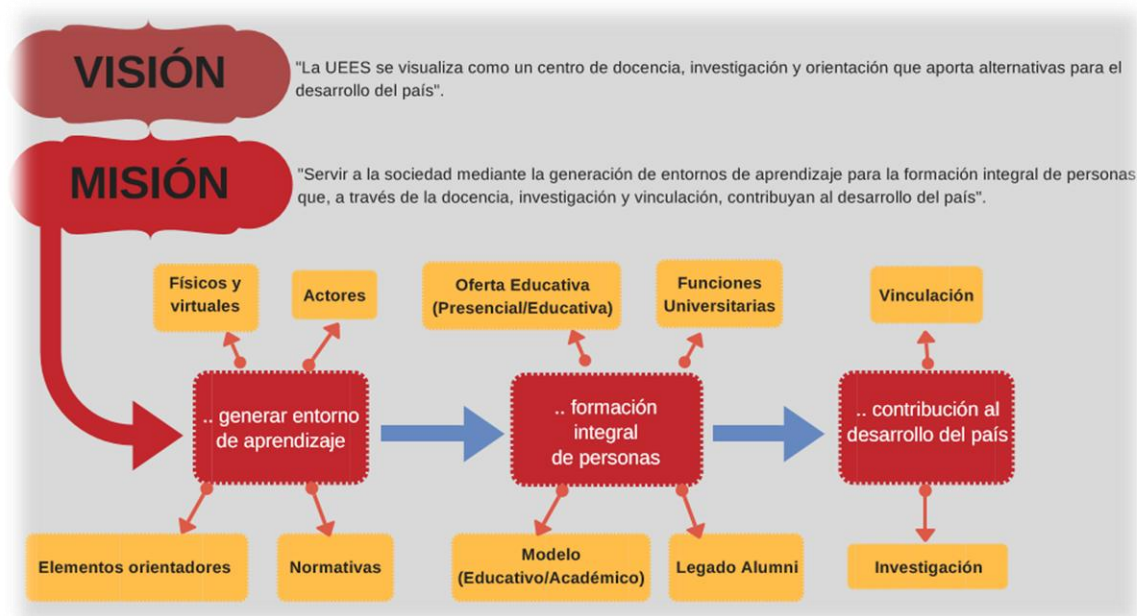 VISIÓN
"La UEES se visualiza como un centro de docencia, investigación y orientación que aporta alternativas para el
desarrollo del país".
MISIÓN
"Servir a la sociedad mediante la generación de entornos de aprendizaje para la formación integral de personas
que, a través de la docencia, investigación y vinculación, contribuyan al desarrollo del país".
Físicos y
virtuales
Actores
Oferta Educativa
(Presencial/Educativa)
Funciones
Universitarias
Vinculación
.. generar entorno
de aprendizaje
.. formación
integral
de personas
.. contribución al
desarrollo del país
Elementos orientadores
Normativas
Modelo
(Educativo/Académico)
Legado Alumni
Investigación